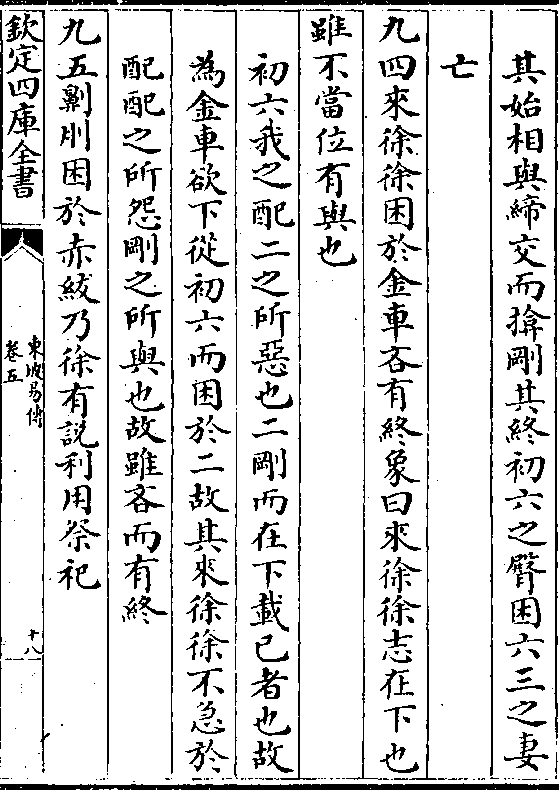 其始相與締交而揜剛其終初六之臀困六三之妻
亡
九四來徐徐困於金車吝有終象曰來徐徐志在下也
雖不當位有與也
初六我之配二之所惡也二剛而在下載已者也故
為金車欲下從初六而困於二故其來徐徐不急於
配配之所怨剛之所與也故雖吝而有終
九五劓刖困於赤紱乃徐有説利用祭祀
欽定四庫全書
東坡易傳
卷五
十八